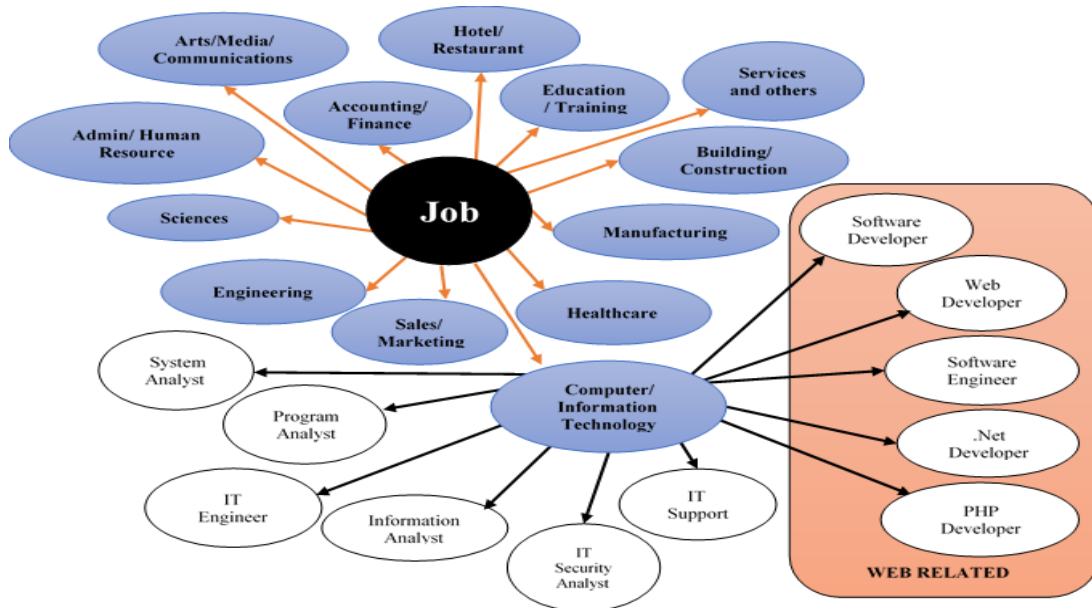 Arts/Media/
Communications
Hotel/
Restaurant
Services
and others
Education
/ Training
Accounting/
Finance
Admin/ Human
Resource
Building/
Construction
Job
Sciences
Manufacturing
Software
Developer
Engineering
Healthcare
Web
Developer
Sales/
Marketing
System
Analyst
Software
Engineer
Computer/
Information
Technology
Program
Analyst
.Net
Developer
IT
Engineer
IT
Support
Information
Analyst
PHP
Developer
IT
Security
Analyst
WEB RELATED